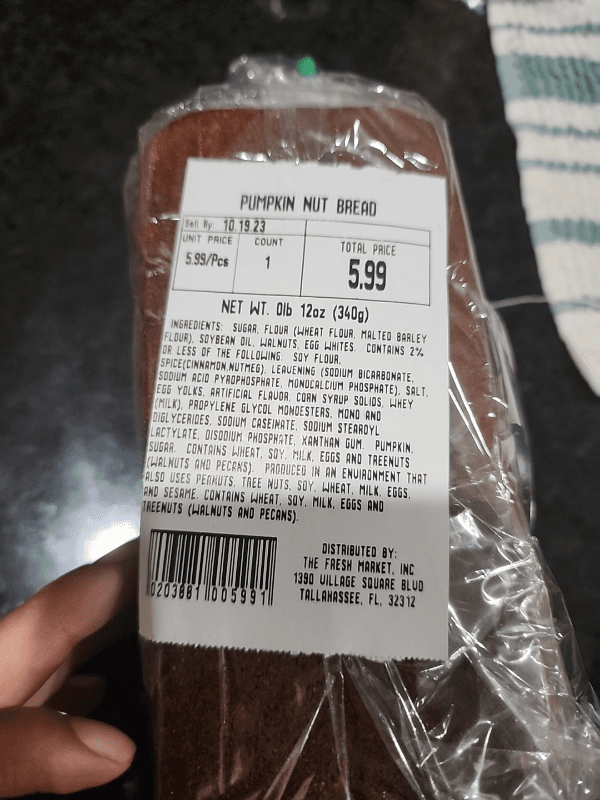 PUMPKIN NUT BREAD
Sell By: 10.19.23
UNIT PRICE COUNT TOTAL PRICE
5.99/Pcs 1 5.99
NET WT. 0lb 12oz (340g)
INGREDIENTS: SUGAR, FLOUR (WHEAT FLOUR, MALTED BARLEY
FLOUR), SOYBEAN OIL, WALNUTS, EGG WHITES. CONTAINS 2%
OR LESS OF THE FOLLOWING: SOY FLOUR,
SPICE(CINNAMON,NUTMEG), LEAVENING (SODIUM BICARBONATE,
SODIUM ACID PYROPHOSPHATE, MONOCALCIUM PHOSPHATE), SALT,
EGG YOLKS, ARTIFICIAL FLAVOR, CORN SYRUP SOLIDS, WHEY
(MILK), PROPYLENE GLYCOL MONOESTERS, MONO AND
DIGLYCERIDES, SODIUM CASEINATE, SODIUM STEAROYL
LACTYLATE, DISODIUM PHOSPHATE, XANTHAN GUM. PUMPKIN,
SUGAR. CONTAINS WHEAT, SOY, MILK, EGGS AND TREENUTS
(WALNUTS AND PECANS). PRODUCED IN AN ENVIRONMENT THAT
ALSO USES PEANUTS, TREE NUTS, SOY, WHEAT, MILK, EGGS,
AND SESAME. CONTAINS WHEAT, SOY, MILK, EGGS AND
TREENUTS (WALNUTS AND PECANS).
DISTRIBUTED BY:
THE FRESH MARKET, INC
1390 VILLAGE SQUARE BLVD
TALLAHASSEE, FL, 32312
0203881 005991